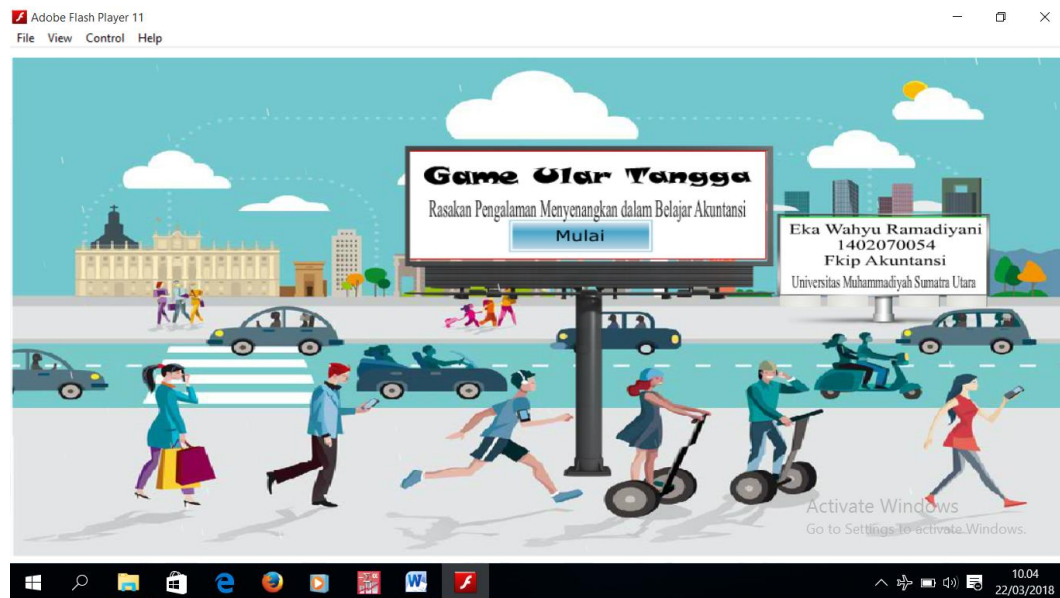 Adobe Flash Player 11
File View Control Help
Game Ular Tangga
Rasakan Pengalaman Menyenangkan dalam Belajar Akuntansi
Mulai
Eka Wahyu Ramadiyani
1402070054
Fkip Akuntansi
Universitas Muhammadiyah Sumatra Utara
Activate Windows
Go to Settings to activate Windows.
10.04
22/03/2018